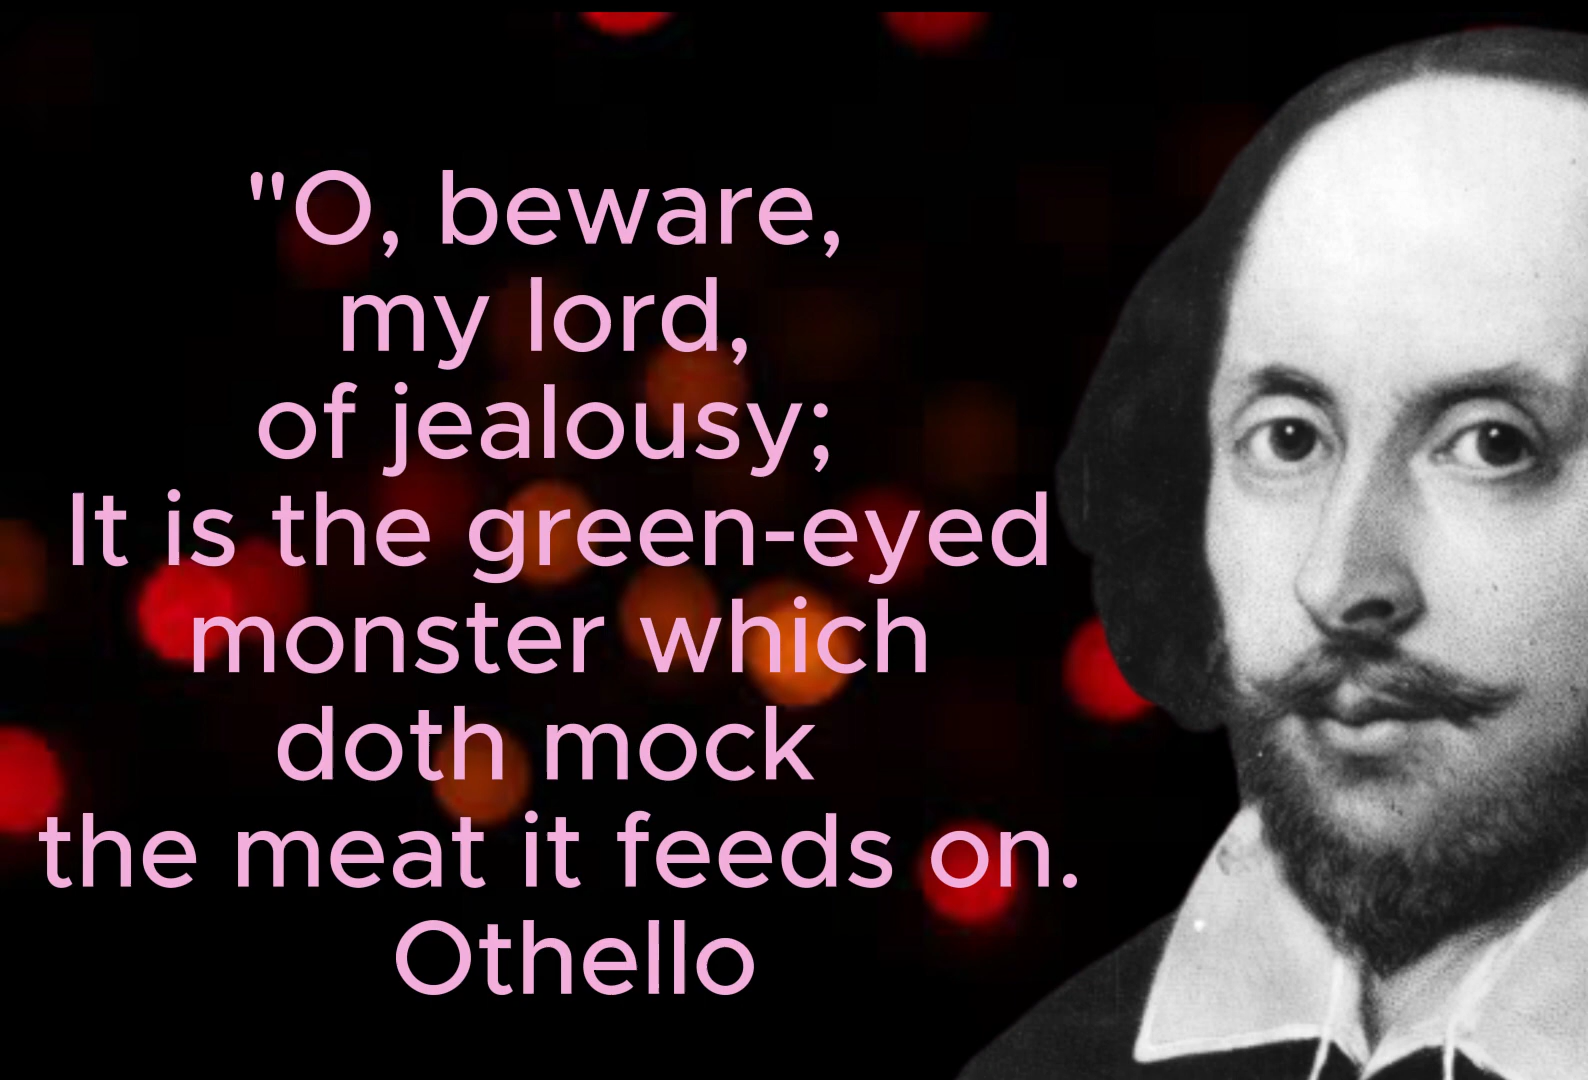 "O, beware,
my lord,
of jealousy;
It is the green-eyed
monster which
doth mock
the meat it feeds on.
Othello